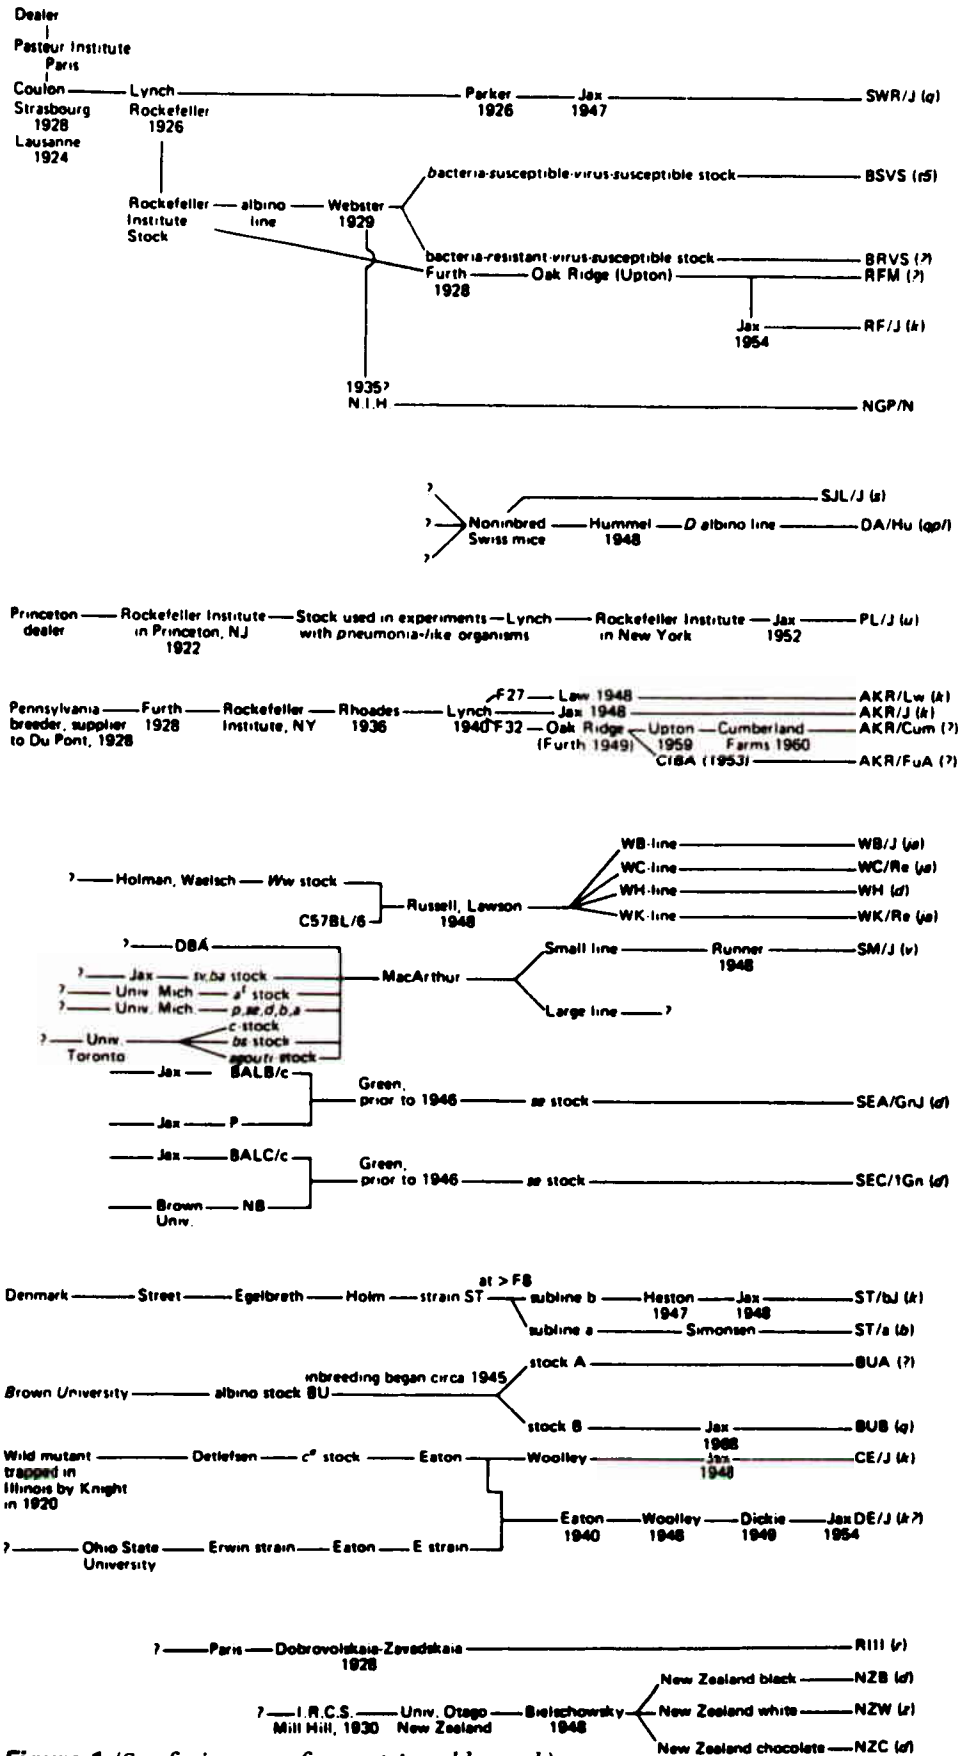 Dealer
Pasteur Institute
Paris
Coulon Lynch Parker Jax SWR/J (q)
Strasbourg Rockefeller 1926 1947
1928 1926
Lausanne
1924
bacteria-susceptible-virus-susceptible stock BSVS (t5)
Rockefeller albino Webster
Institute line 1929
Stock
bacteria-resistant-virus-susceptible stock BRVS (?)
Furth Oak Ridge (Upton) RFM (?)
1928
Jax RF/J (k)
1954
1935?
N.I.H. NGP/N
? SJL/J (s)
? Noninbred Hummel D albino line DA/Hu (qp/)
Swiss mice 1948
?
Princeton Rockefeller Institute Stock used in experiments Lynch Rockefeller Institute Jax PL/J (u)
dealer in Princeton, NJ with pneumonia-like organisms in New York 1952
1922
F27 Law 1948 AKR/Lw (k)
Pennsylvania Furth Rockefeller Rhoades Lynch Jax 1948 AKR/J (k)
breeder, supplier 1928 Institute, NY 1936 1940 F32 Oak Ridge Upton Cumberland AKR/Cum (?)
to Du Pont, 1928 (Furth 1949) 1959 Farms 1960
CIBA (1953) AKR/FuA (?)
WB-line WB/J (ja)
? Holman, Waelsch Ww stock WC-line WC/Re (ja)
WH-line WH (d)
C57BL/6 Russell, Lawson WK-line WK/Re (ja)
1948
? DBA Small line Runner SM/J (v)
1948
? Jax sv,ba stock MacArthur
? Univ. Mich. a^t stock
? Univ. Mich. p,se,d,b,a Large line ?
c-stock
? Univ. bs stock
Toronto agouti stock
Jax BALB/c
Green,
prior to 1946 se stock SEA/GnJ (d)
Jax P
Jax BALC/c
Green,
prior to 1946 se stock SEC/1Gn (d)
Brown NB
Univ.
at > F8
Denmark Street Egelbreth Holm strain ST subline b Heston Jax ST/bJ (k)
1947 1948
subline a Simonsen ST/a (b)
stock A BUA (?)
inbreeding began circa 1945
Brown University albino stock BU
stock B Jax BUB (q)
1968
Wild mutant Detlefsen c^e stock Eaton Woolley Jax CE/J (k)
trapped in 1948
Illinois by Knight
in 1920
Eaton Woolley Dickie Jax DE/J (k?)
1940 1948 1949 1954
? Ohio State Erwin strain Eaton E strain
University
? Paris Dobrovolskaia-Zavadskaia RIII (r)
1928
New Zealand black NZB (d)
? I.R.C.S. Univ. Otago Bielschowsky New Zealand white NZW (z)
Mill Hill, 1930 New Zealand 1948
New Zealand chocolate NZC (d)